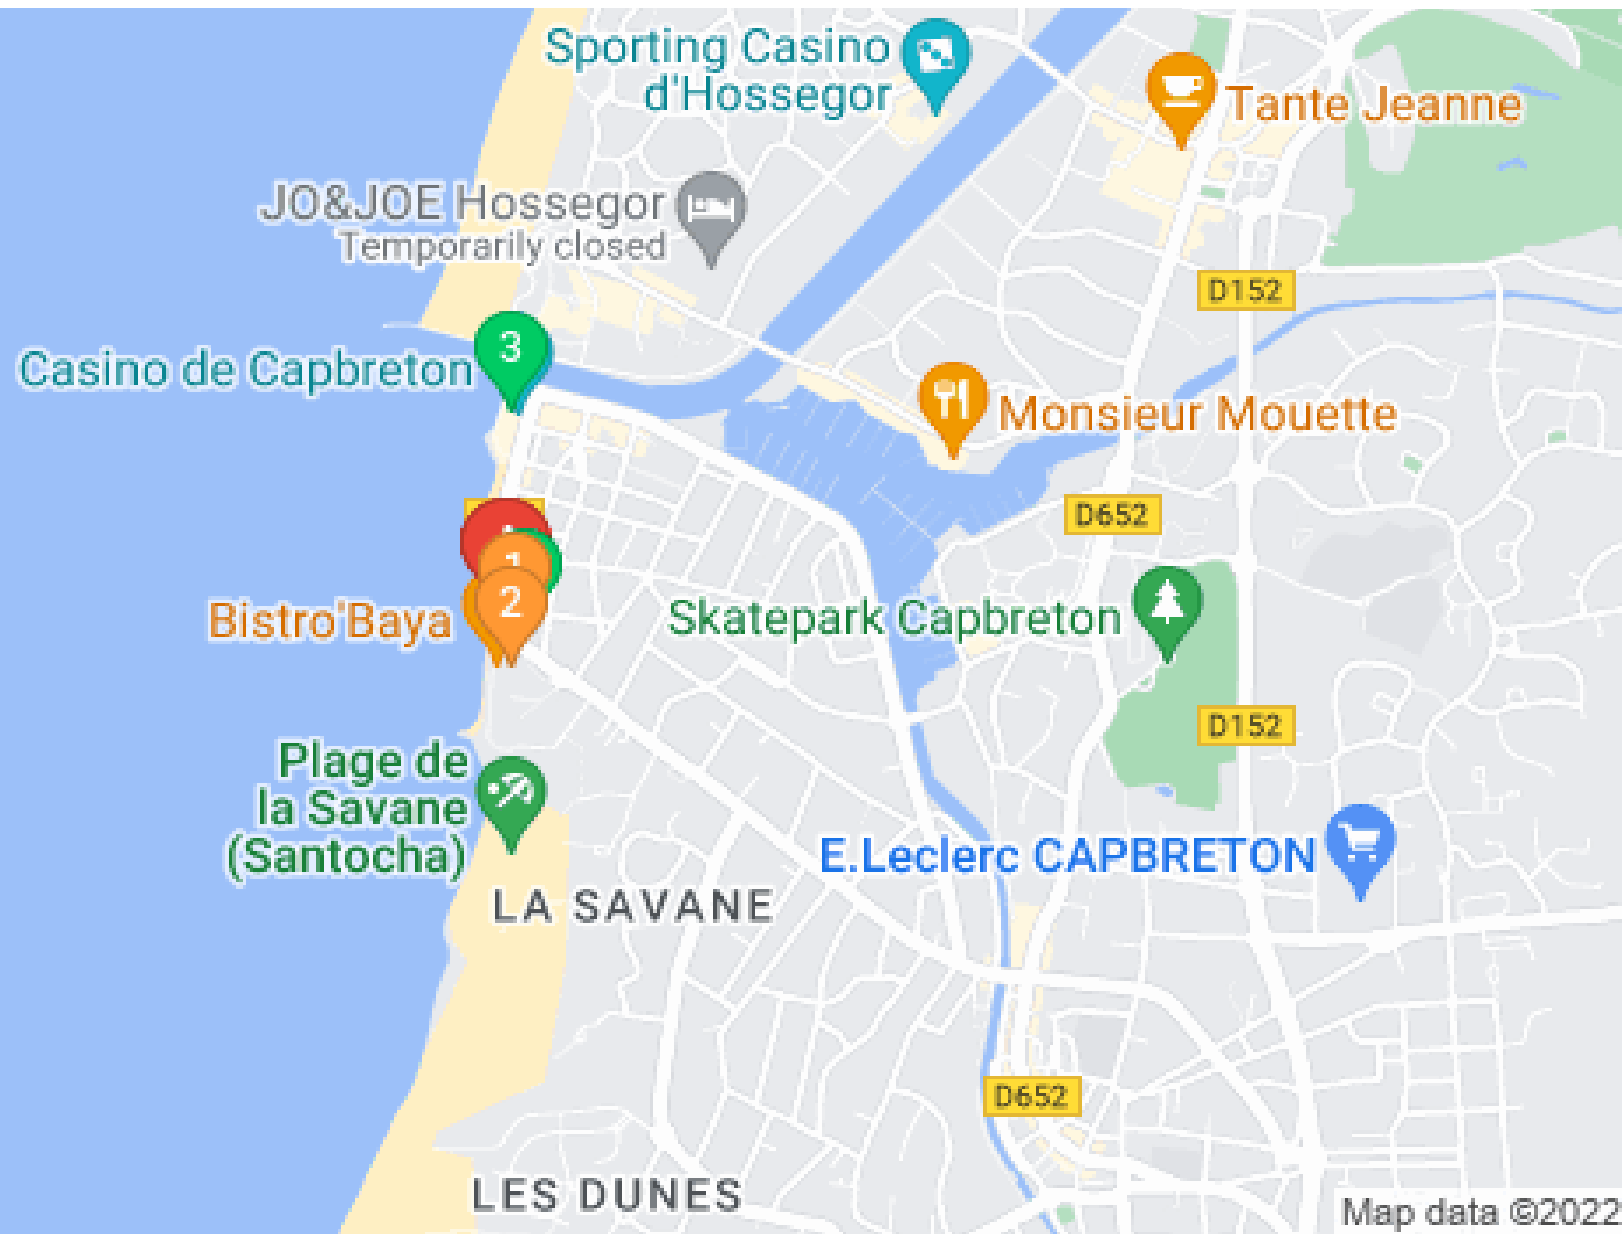 Sporting Casino
d'Hossegor
Tante Jeanne
JO&JOE Hossegor
Temporarily closed
D152
3
Casino de Capbreton
Monsieur Mouette
D652
1
2
Bistro'Baya
Skatepark Capbreton
D152
Plage de
la Savane
(Santocha)
E.Leclerc CAPBRETON
LA SAVANE
D652
LES DUNES
Map data ©2022